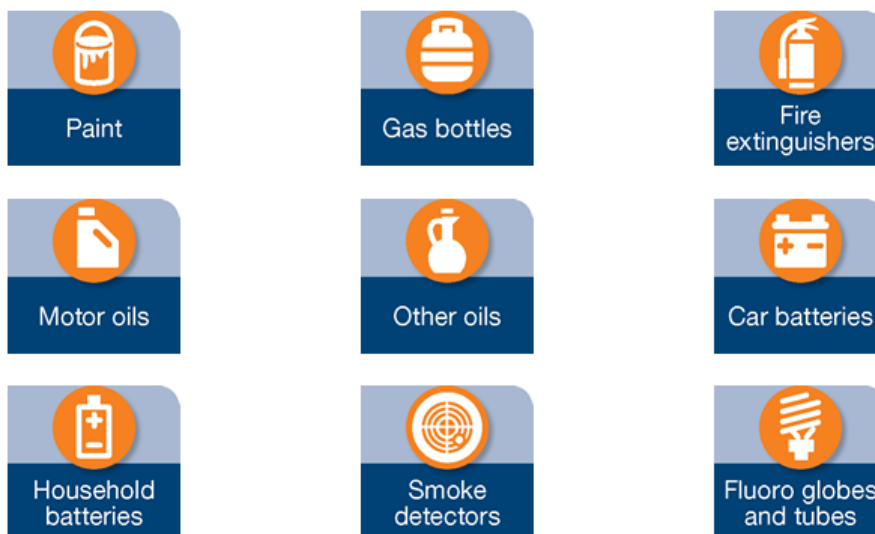 Paint
Gas bottles
Fire
extinguishers
Motor oils
Other oils
Car batteries
Household
batteries
Smoke
detectors
Fluoro globes
and tubes